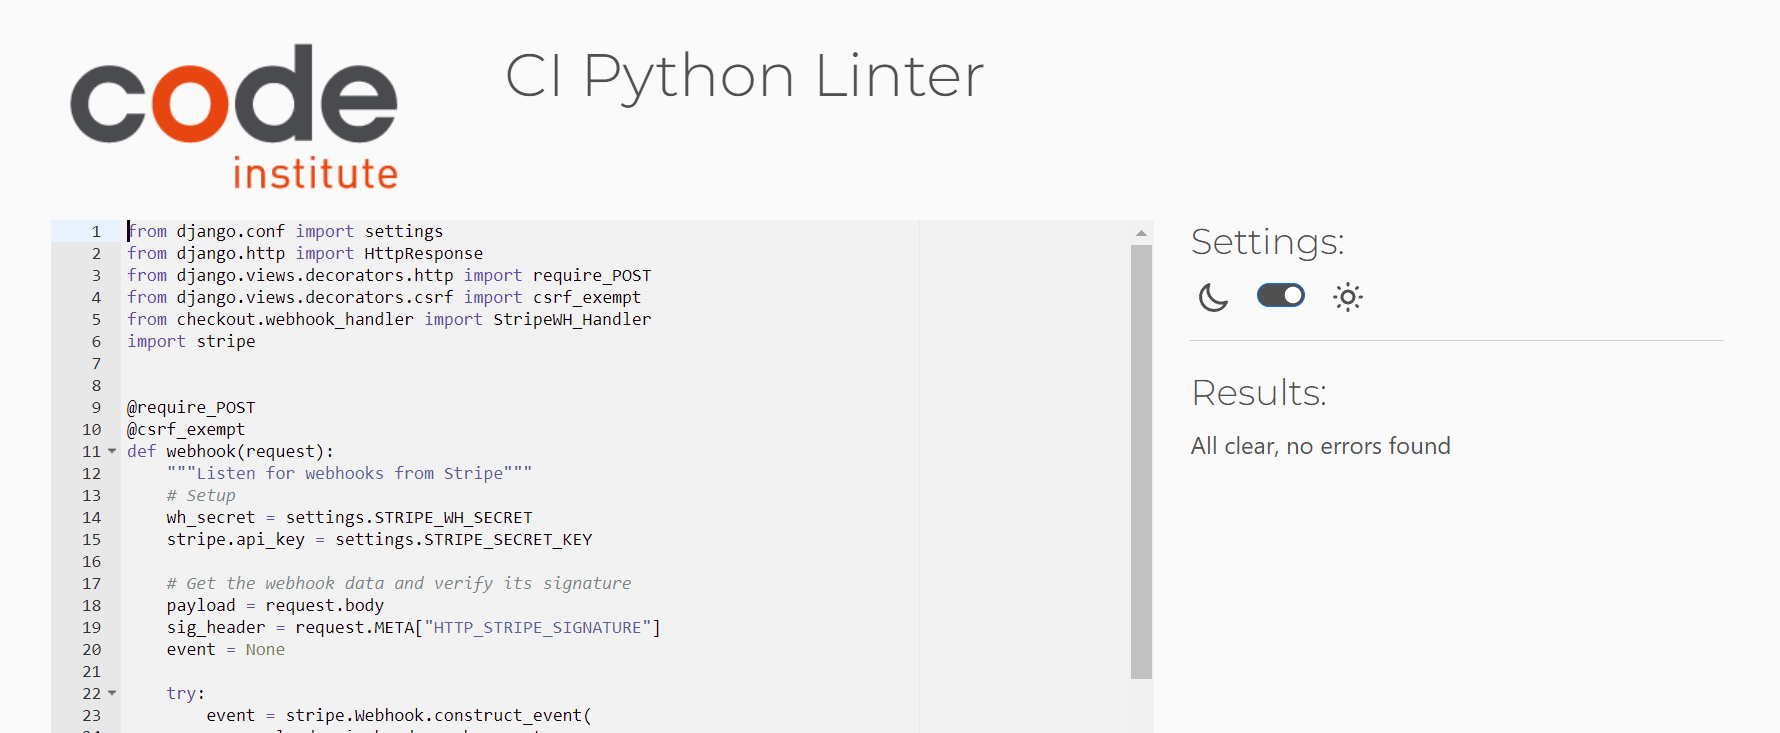 code
institute
CI Python Linter
1 from django.conf import settings
2 from django.http import HttpResponse
3 from django.views.decorators.http import require_POST
4 from django.views.decorators.csrf import csrf_exempt
5 from checkout.webhook_handler import StripeWH_Handler
6 import stripe
7
8
9 @require_POST
10 @csrf_exempt
11 def webhook(request):
12 """Listen for webhooks from Stripe"""
13 # Setup
14 wh_secret = settings.STRIPE_WH_SECRET
15 stripe.api_key = settings.STRIPE_SECRET_KEY
16
17 # Get the webhook data and verify its signature
18 payload = request.body
19 sig_header = request.META["HTTP_STRIPE_SIGNATURE"]
20 event = None
21
22 try:
23 event = stripe.Webhook.construct_event(
Settings:
Results:
All clear, no errors found